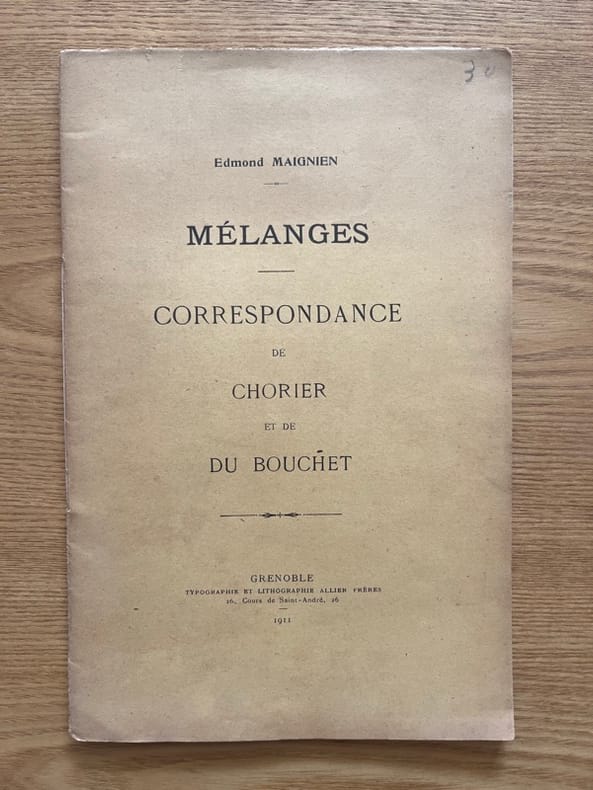 30
Edmond MAIGNIEN
MÉLANGES
CORRESPONDANCE
DE
CHORIER
ET DE
DU BOUCHET
GRENOBLE
TYPOGRAPHIE ET LITHOGRAPHIE ALLIER FRÈRES
26, Cours de Saint-André, 26
1911